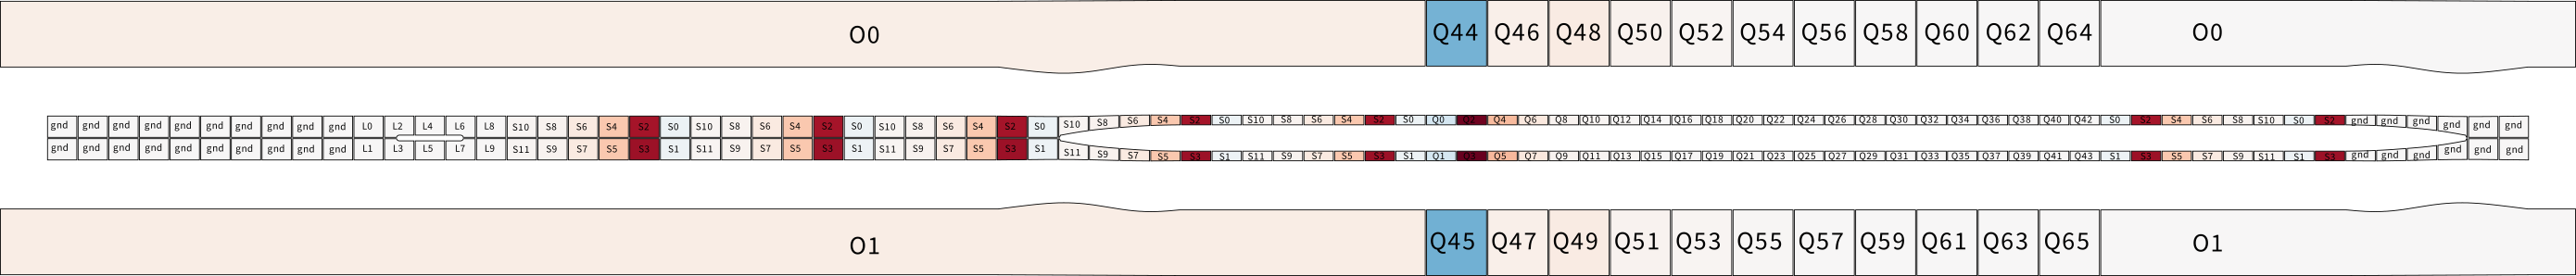 O0 Q44 Q46 Q48 Q50 Q52 Q54 Q56 Q58 Q60 Q62 Q64 O0
gnd gnd gnd gnd gnd gnd gnd gnd gnd gnd L0 L2 L4 L6 L8 S10 S8 S6 S4 S2 S0 S10 S8 S6 S4 S2 S0 S10 S8 S6 S4 S2 S0 S10 S8 S6 S4 S2 S0 S10 S8 S6 S4 S2 S0 Q0 Q2 Q4 Q6 Q8 Q10 Q12 Q14 Q16 Q18 Q20 Q22 Q24 Q26 Q28 Q30 Q32 Q34 Q36 Q38 Q40 Q42 S0 S2 S4 S6 S8 S10 S0 S2 gnd gnd gnd gnd gnd gnd
gnd gnd gnd gnd gnd gnd gnd gnd gnd gnd L1 L3 L5 L7 L9 S11 S9 S7 S5 S3 S1 S11 S9 S7 S5 S3 S1 S11 S9 S7 S5 S3 S1 S11 S9 S7 S5 S3 S1 S11 S9 S7 S5 S3 S1 Q1 Q3 Q5 Q7 Q9 Q11 Q13 Q15 Q17 Q19 Q21 Q23 Q25 Q27 Q29 Q31 Q33 Q35 Q37 Q39 Q41 Q43 S1 S3 S5 S7 S9 S11 S1 S3 gnd gnd gnd gnd gnd gnd
O1 Q45 Q47 Q49 Q51 Q53 Q55 Q57 Q59 Q61 Q63 Q65 O1